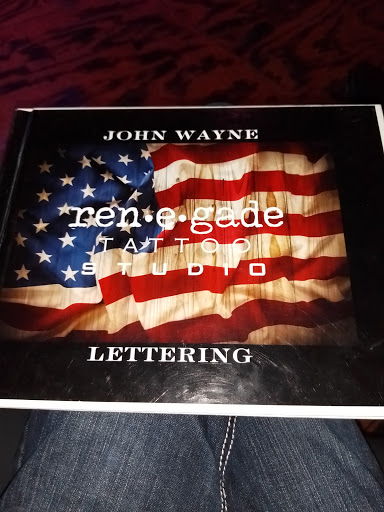 JOHN WAYNE
ren•e•gade
TATTOO
STUDIO
LETTERING